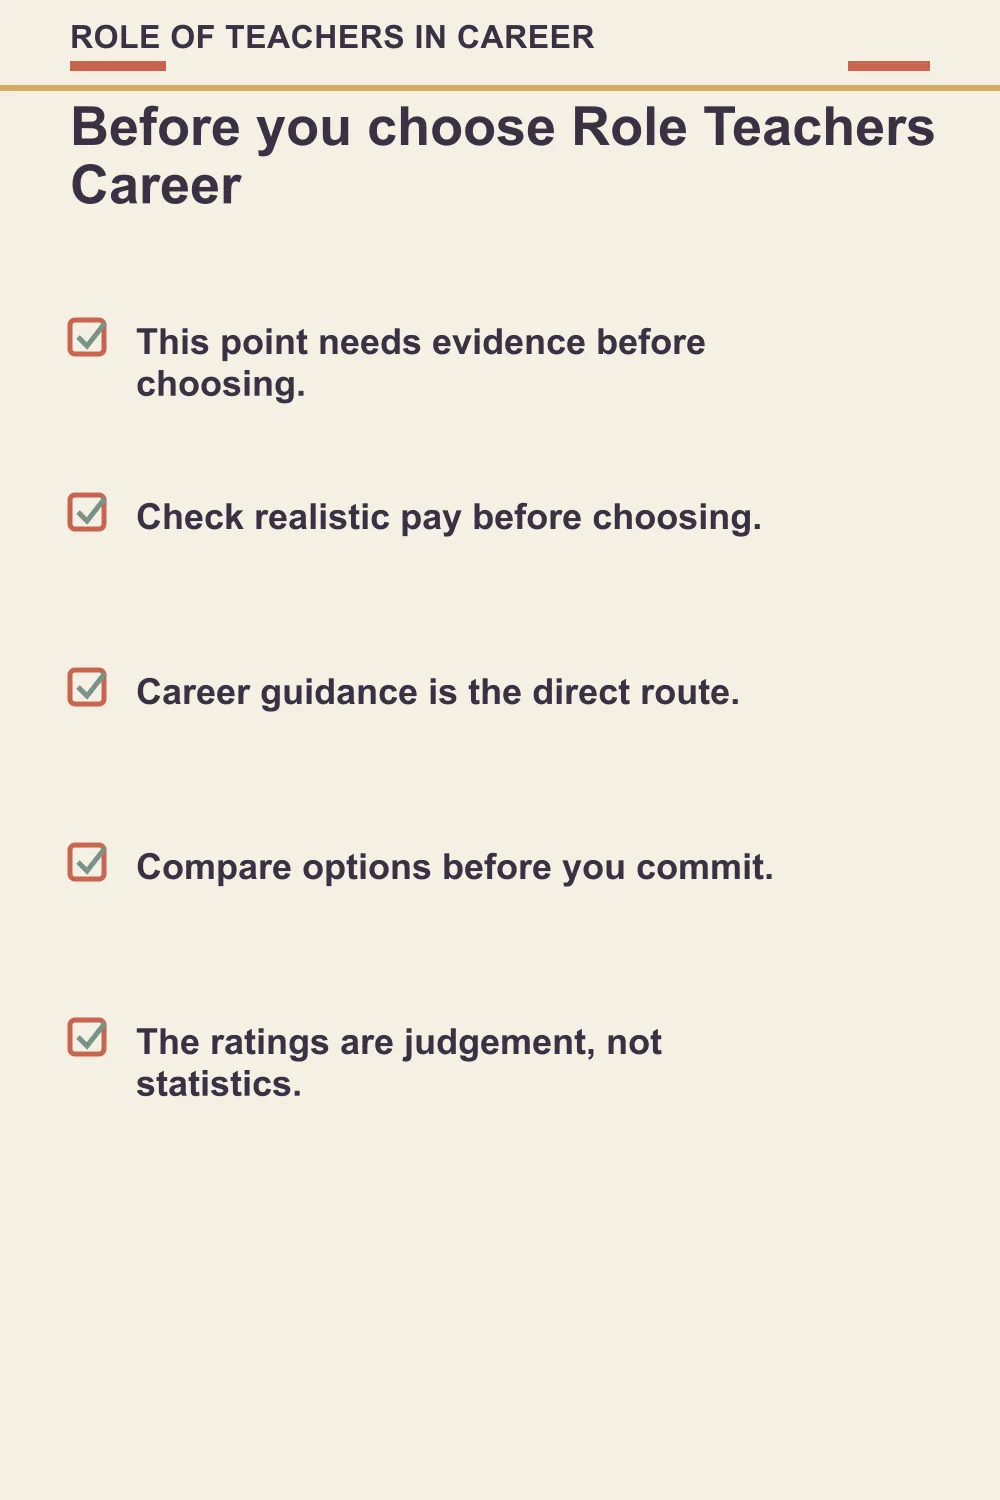 ROLE OF TEACHERS IN CAREER
Before you choose Role Teachers
Career
This point needs evidence before
choosing.
Check realistic pay before choosing.
Career guidance is the direct route.
Compare options before you commit.
The ratings are judgement, not
statistics.